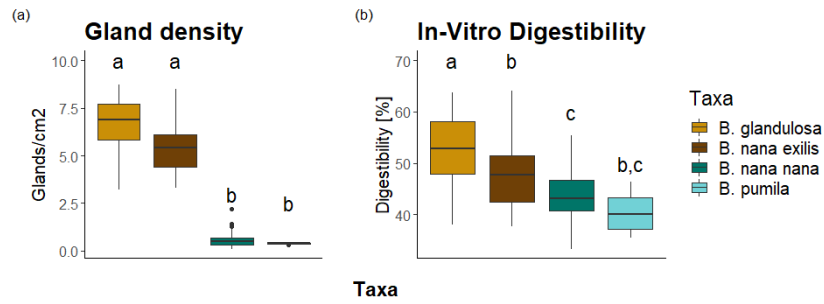 (a)
Gland density
Glands/cm2
10.0
7.5
5.0
2.5
0.0
a
a
b
b
(b)
In-Vitro Digestibility
Digestibility [%]
70
60
50
40
a
b
c
b,c
Taxa
B. glandulosa
B. nana exilis
B. nana nana
B. pumila
Taxa